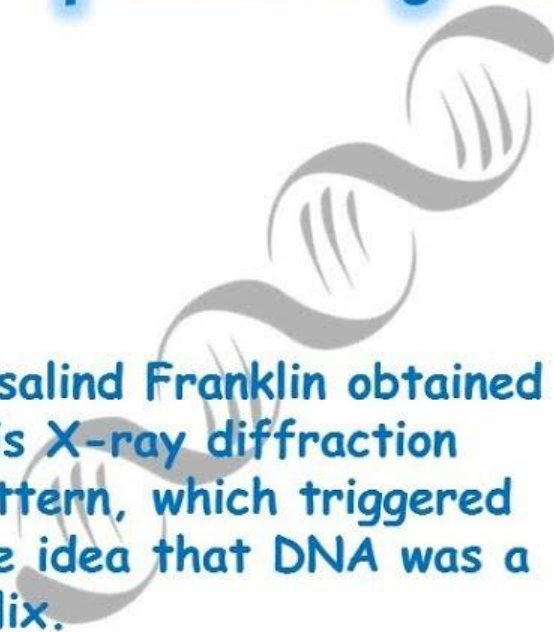 salind Franklin obtained
s X-ray diffraction
ttern, which triggered
e idea that DNA was a
lix.